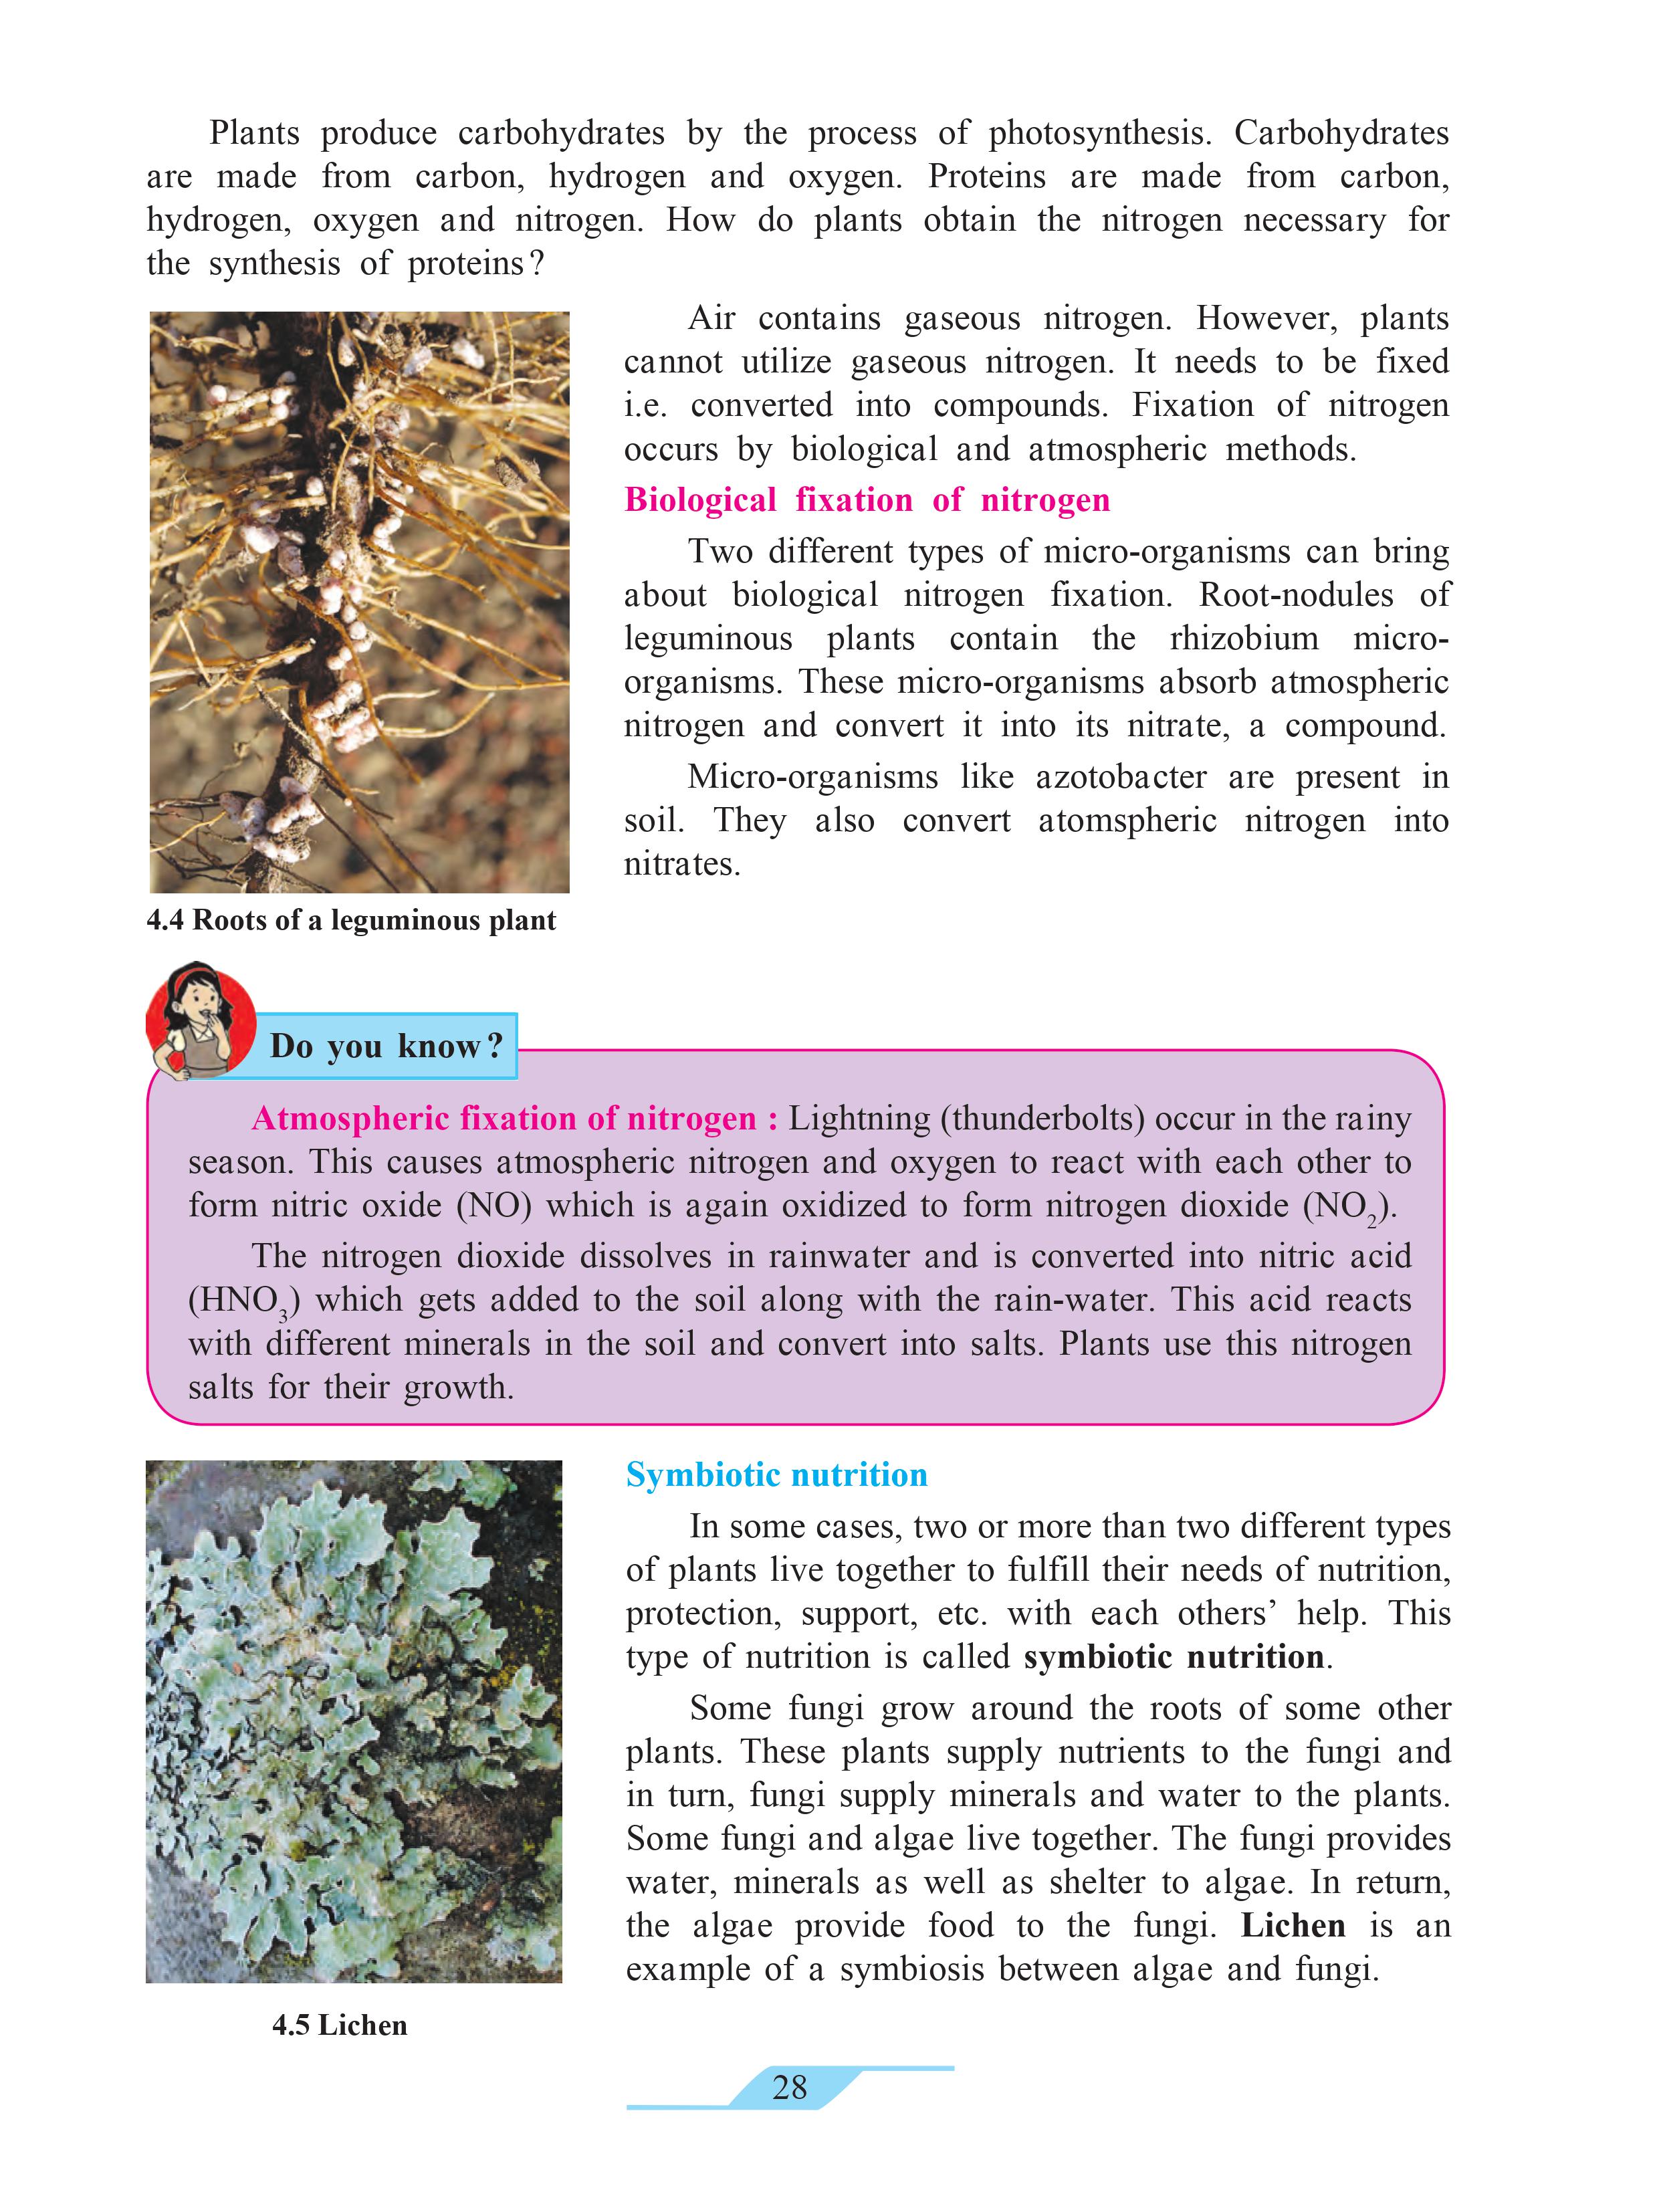 Plants produce carbohydrates by the process of photosynthesis. Carbohydrates
are made from carbon, hydrogen and oxygen. Proteins are made from carbon,
hydrogen, oxygen and nitrogen. How do plants obtain the nitrogen necessary for
the synthesis of proteins?
Air contains gaseous nitrogen. However, plants
cannot utilize gaseous nitrogen. It needs to be fixed
i.e. converted into compounds. Fixation of nitrogen
occurs by biological and atmospheric methods.
Biological fixation of nitrogen
Two different types of micro-organisms can bring
about biological nitrogen fixation. Root-nodules of
leguminous plants contain the rhizobium micro-
organisms. These micro-organisms absorb atmospheric
nitrogen and convert it into its nitrate, a compound.
Micro-organisms like azotobacter are present in
soil. They also convert atomspheric nitrogen into
nitrates.
4.4 Roots of a leguminous plant
Do you know?
Atmospheric fixation of nitrogen : Lightning (thunderbolts) occur in the rainy
season. This causes atmospheric nitrogen and oxygen to react with each other to
form nitric oxide (NO) which is again oxidized to form nitrogen dioxide (NO₂).
The nitrogen dioxide dissolves in rainwater and is converted into nitric acid
(HNO₃) which gets added to the soil along with the rain-water. This acid reacts
with different minerals in the soil and convert into salts. Plants use this nitrogen
salts for their growth.
Symbiotic nutrition
In some cases, two or more than two different types
of plants live together to fulfill their needs of nutrition,
protection, support, etc. with each others’ help. This
type of nutrition is called symbiotic nutrition.
Some fungi grow around the roots of some other
plants. These plants supply nutrients to the fungi and
in turn, fungi supply minerals and water to the plants.
Some fungi and algae live together. The fungi provides
water, minerals as well as shelter to algae. In return,
the algae provide food to the fungi. Lichen is an
example of a symbiosis between algae and fungi.
4.5 Lichen
28